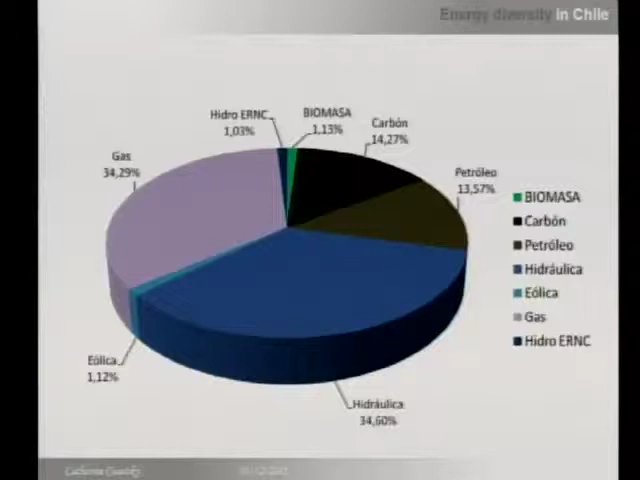 Energy diversity in Chile
Hidro ERNC
1,03%
BIOMASA
1,13%
Carbón
14,27%
Gas
34,29%
Petróleo
13,57%
BIOMASA
Carbón
Petróleo
Hidráulica
Eólica
Gas
Hidro ERNC
Eólica
1,12%
Hidráulica
34,60%